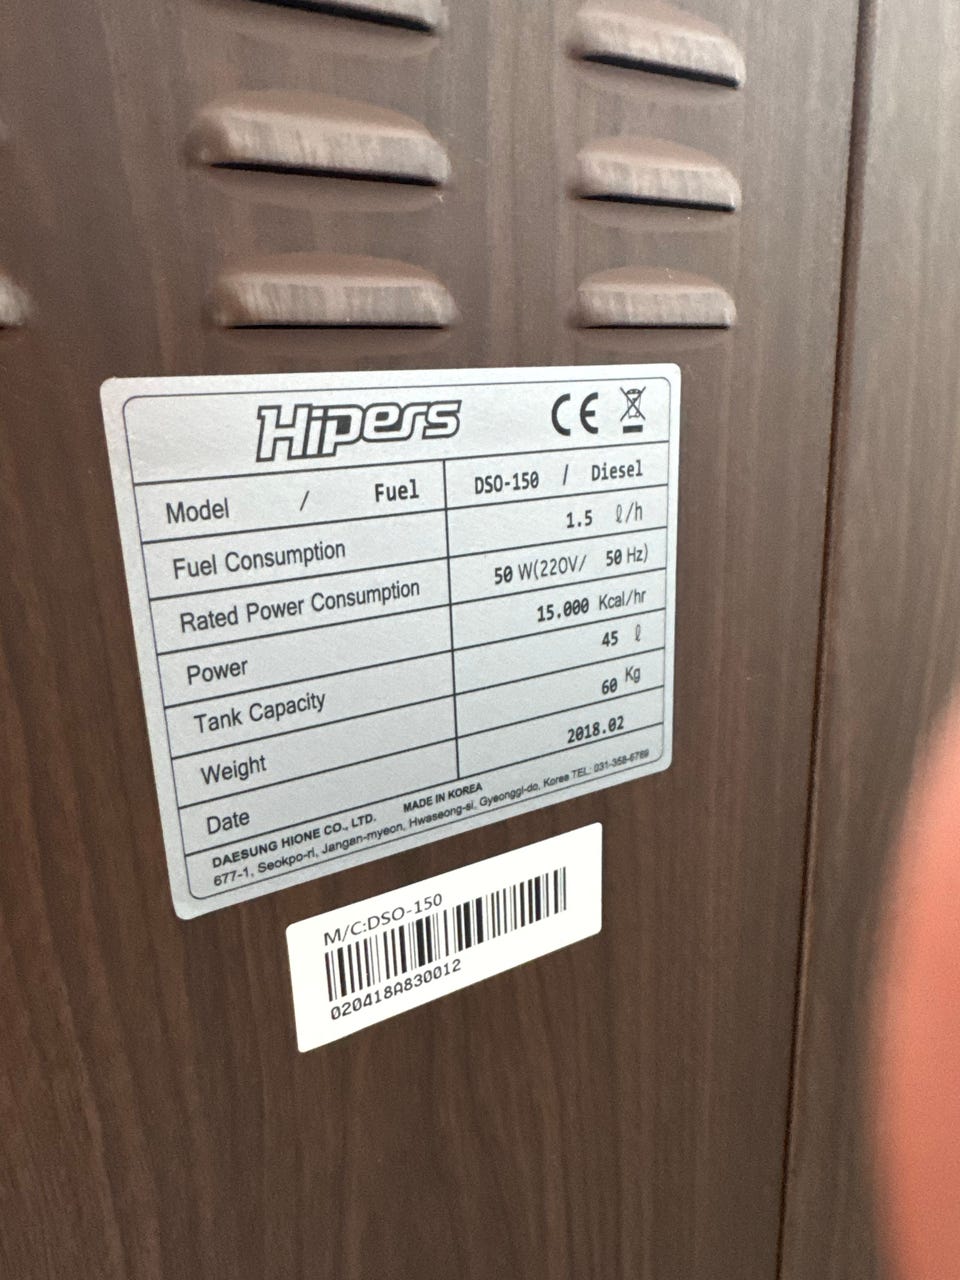 Hipers CE
Model / Fuel DSO-150 / Diesel
Fuel Consumption 1.5 ℓ/h
Rated Power Consumption 50 W(220V/ 50 Hz)
Power 15.000 Kcal/hr
Tank Capacity 45 ℓ
Weight 60 Kg
Date 2018.02
DAESUNG HIONE CO., LTD. MADE IN KOREA
677-1, Seokpo-ri, Jangan-myeon, Hwaseong-si, Gyeonggi-do, Korea TEL: 031-358-6789
M/C:DSO-150
020418A830012